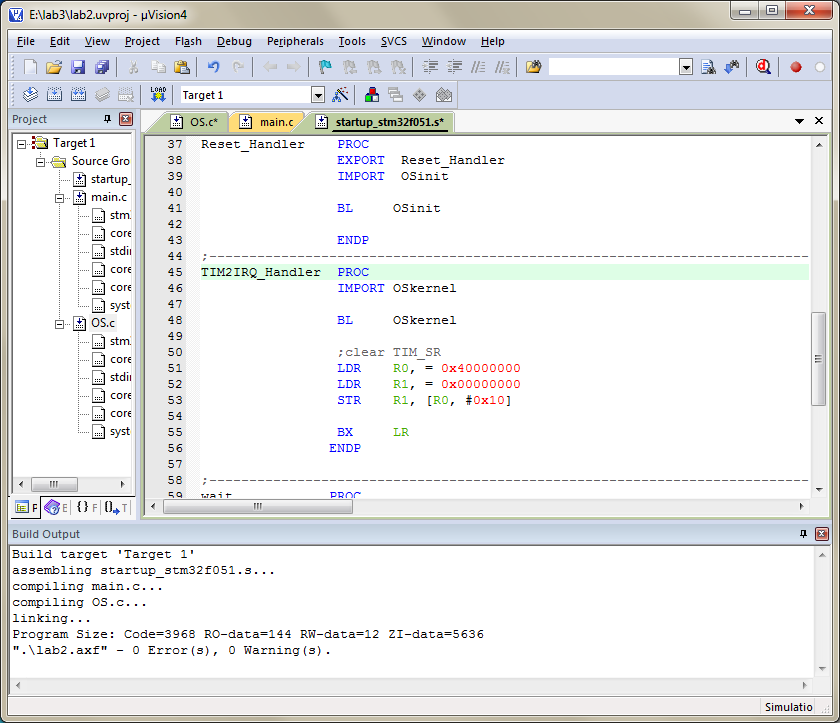 E:\lab3\lab2.uvproj - µVision4
File Edit View Project Flash Debug Peripherals Tools SVCS Window Help
LOAD Target 1
Project
OS.c* main.c startup_stm32f051.s*
Target 1
Source Gro
startup_
main.c
stm
core
stdi
core
core
syst
OS.c
stm
core
stdi
core
core
syst
37 Reset_Handler PROC
38 EXPORT Reset_Handler
39 IMPORT OSinit
40
41 BL OSinit
42
43 ENDP
44 ;---------------------------------------------------------------------------
45 TIM2IRQ_Handler PROC
46 IMPORT OSkernel
47
48 BL OSkernel
49
50 ;clear TIM_SR
51 LDR R0, = 0x40000000
52 LDR R1, = 0x00000000
53 STR R1, [R0, #0x10]
54
55 BX LR
56 ENDP
57
58 ;---------------------------------------------------------------------------
59 wait PROC
P E {} F 0 T
Build Output
Build target 'Target 1'
assembling startup_stm32f051.s...
compiling main.c...
compiling OS.c...
linking...
Program Size: Code=3968 RO-data=144 RW-data=12 ZI-data=5636
".\lab2.axf" - 0 Error(s), 0 Warning(s).
Simulatio